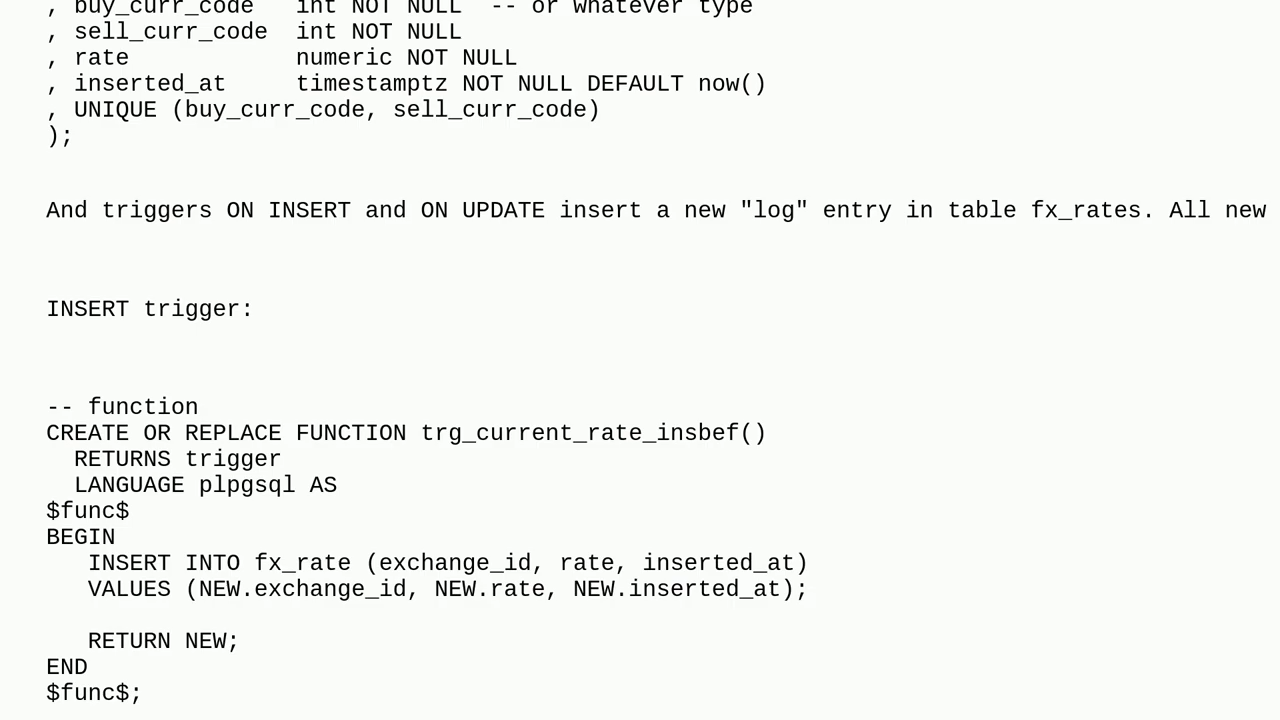 , buy_curr_code   int NOT NULL  -- or whatever type
, sell_curr_code  int NOT NULL
, rate            numeric NOT NULL
, inserted_at     timestamptz NOT NULL DEFAULT now()
, UNIQUE (buy_curr_code, sell_curr_code)
);
And triggers ON INSERT and ON UPDATE insert a new "log" entry in table fx_rates. All new
INSERT trigger:
-- function
CREATE OR REPLACE FUNCTION trg_current_rate_insbef()
  RETURNS trigger
  LANGUAGE plpgsql AS
$func$
BEGIN
   INSERT INTO fx_rate (exchange_id, rate, inserted_at)
   VALUES (NEW.exchange_id, NEW.rate, NEW.inserted_at);
   RETURN NEW;
END
$func$;